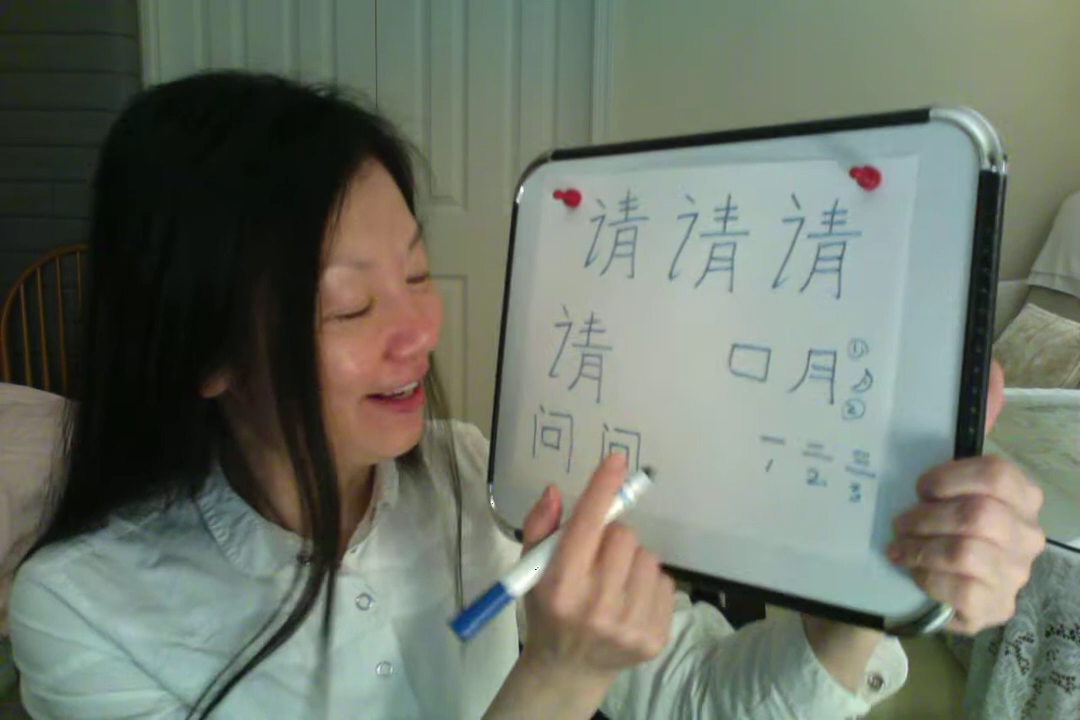 请 请 请
请
口 月 ①
②
问 问
一 二 三
1 2 3